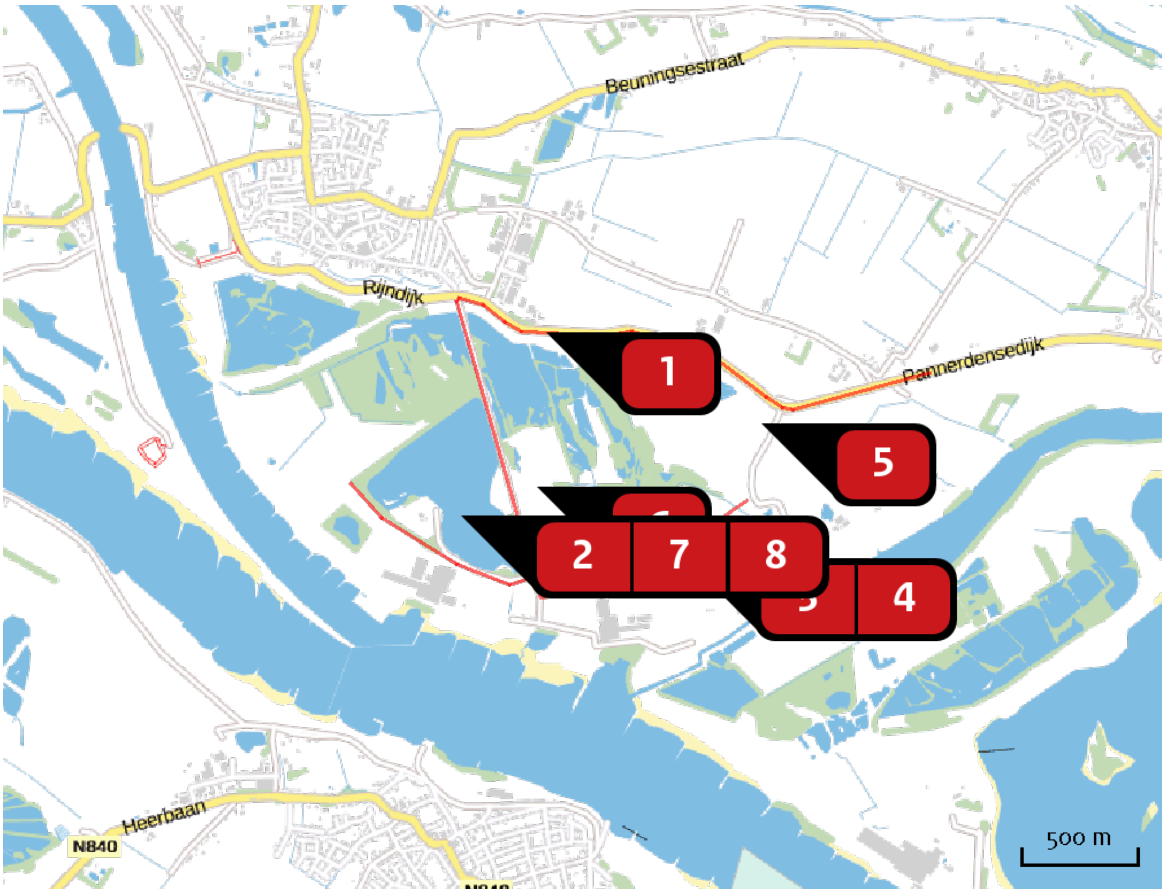 Beuningsestraat
Rijndijk
Pannerdensedijk
1
5
2 7 8
4
500 m
Heerbaan
N840